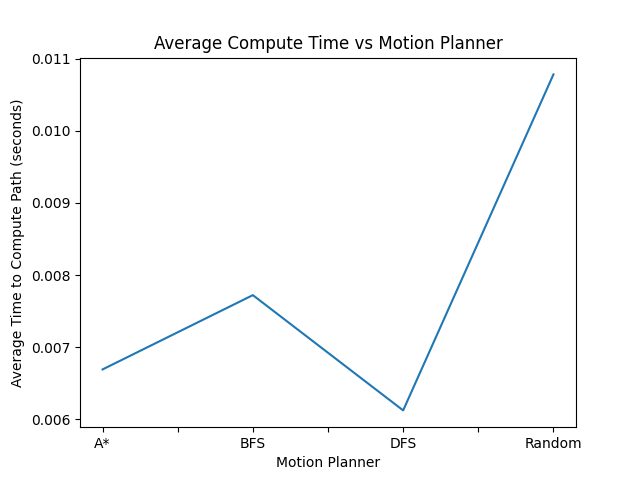 Average Compute Time vs Motion Planner
0.011
0.010
0.009
0.008
0.007
0.006
Average Time to Compute Path (seconds)
A*
BFS
DFS
Random
Motion Planner